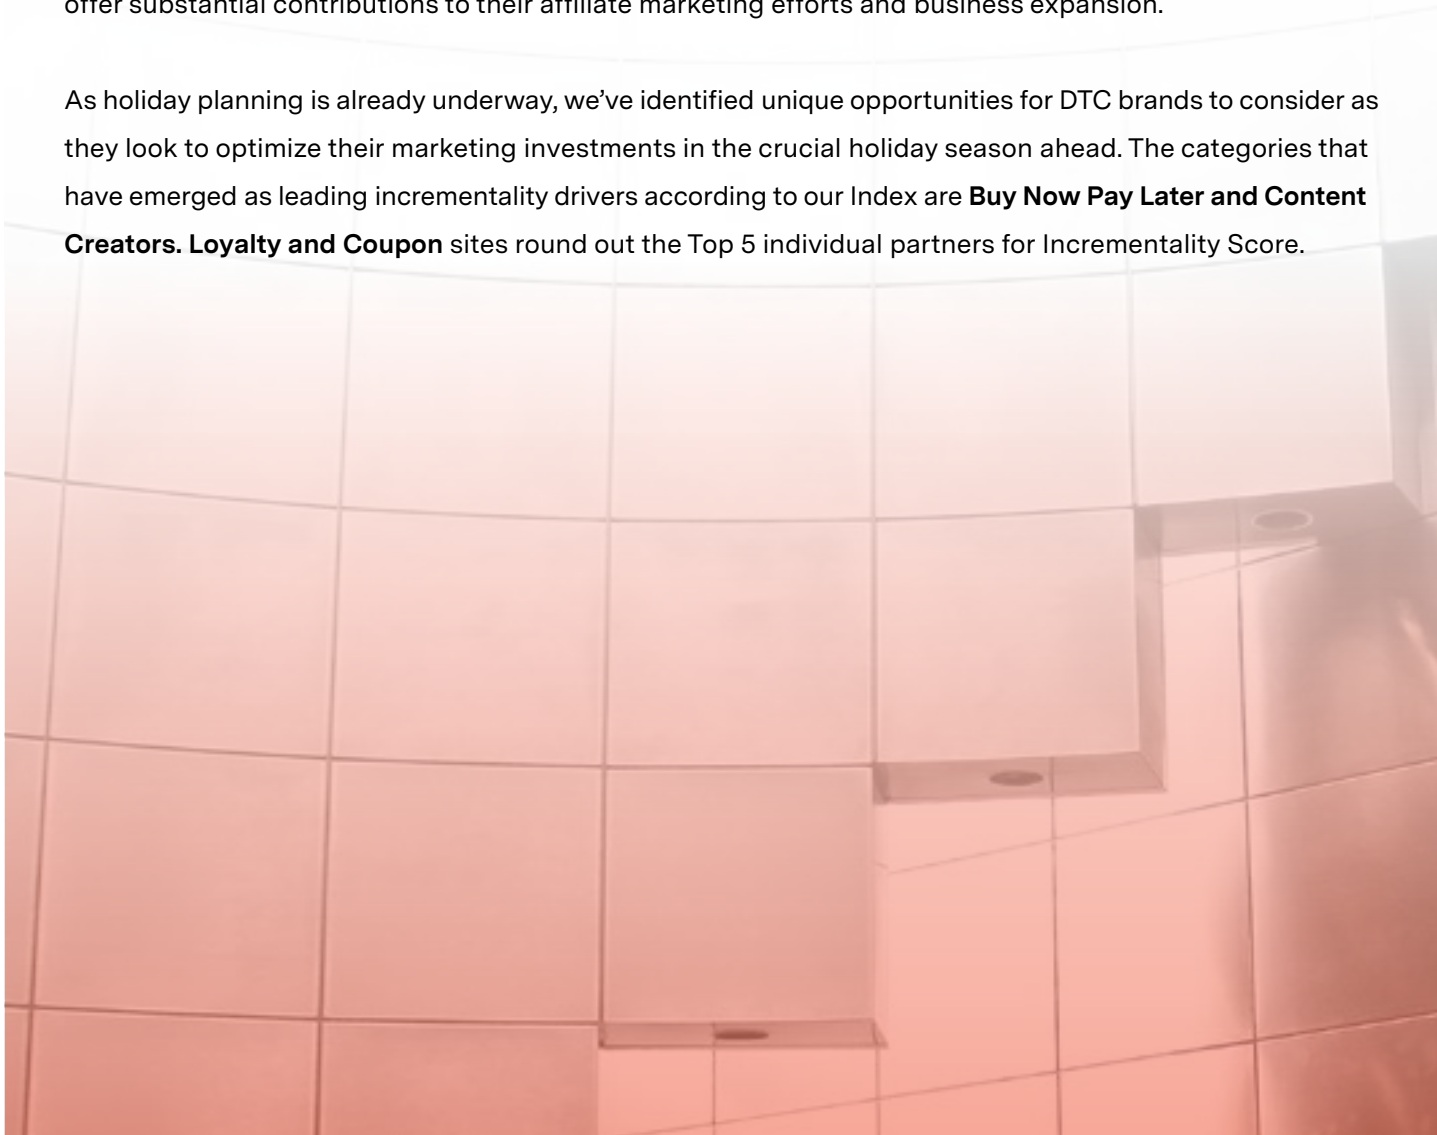 offer substantial contributions to their affiliate marketing efforts and business expansion.
As holiday planning is already underway, we’ve identified unique opportunities for DTC brands to consider as
they look to optimize their marketing investments in the crucial holiday season ahead. The categories that
have emerged as leading incrementality drivers according to our Index are Buy Now Pay Later and Content
Creators. Loyalty and Coupon sites round out the Top 5 individual partners for Incrementality Score.